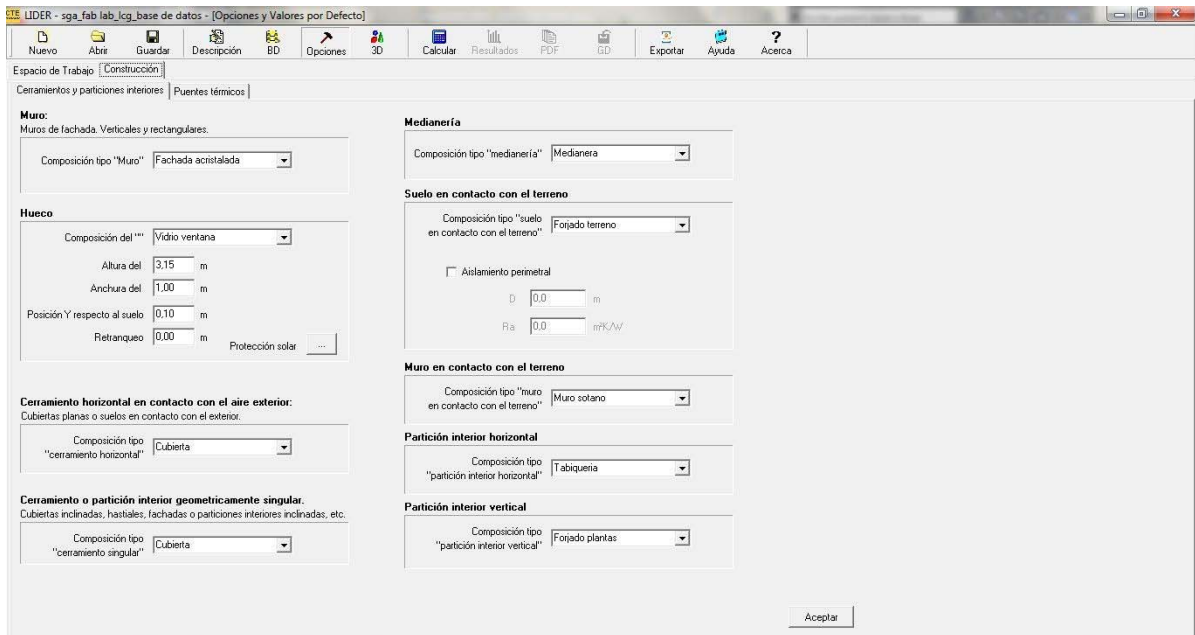 CTE LIDER - sga_fab lab_lcg_base de datos - [Opciones y Valores por Defecto]
Nuevo Abrir Guardar Descripción BD Opciones 3D Calcular Resultados PDF GD Exportar Ayuda Acerca
Espacio de Trabajo Construcción
Cerramientos y particiones interiores Puentes térmicos
Muro:
Muros de fachada. Verticales y rectangulares.
Composición tipo "Muro" Fachada acristalada
Hueco
Composición del "" Vidrio ventana
Altura del 3,15 m
Anchura del 1,00 m
Posición Y respecto al suelo 0,10 m
Retranqueo 0,00 m
Protección solar ...
Cerramiento horizontal en contacto con el aire exterior:
Cubiertas planas o suelos en contacto con el exterior.
Composición tipo
"cerramiento horizontal" Cubierta
Cerramiento o partición interior geometricamente singular.
Cubiertas inclinadas, hastiales, fachadas o particiones interiores inclinadas, etc.
Composición tipo
"cerramiento singular" Cubierta
Medianería
Composición tipo "medianería" Medianera
Suelo en contacto con el terreno
Composición tipo "suelo
en contacto con el terreno" Forjado terreno
Aislamiento perimetral
D 0,0 m
Ra 0,0 m²K/W
Muro en contacto con el terreno
Composición tipo "muro
en contacto con el terreno" Muro sotano
Partición interior horizontal
Composición tipo
"partición interior horizontal" Tabiqueria
Partición interior vertical
Composición tipo
"partición interior vertical" Forjado plantas
Aceptar